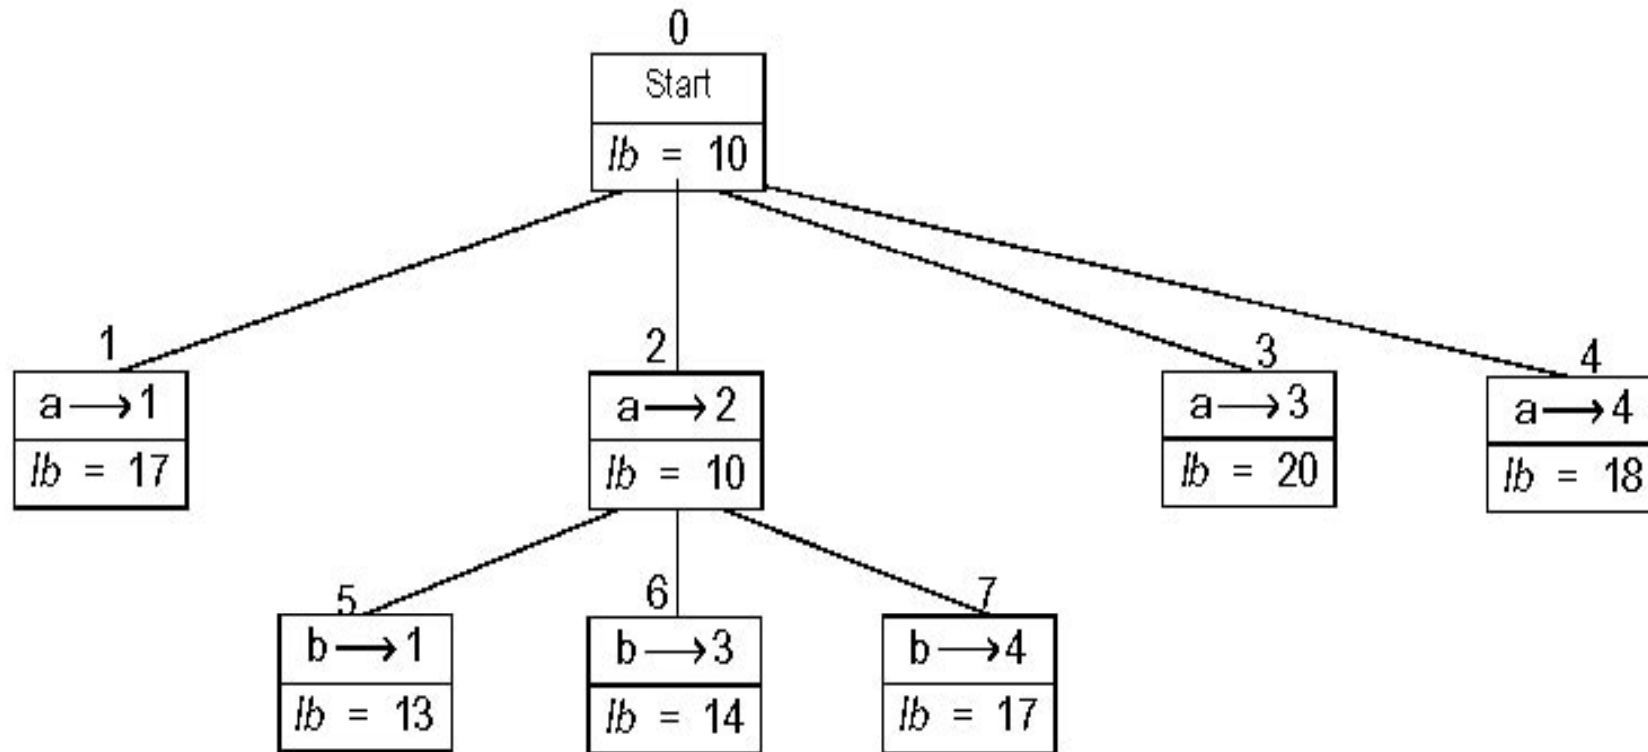 0
Start
lb = 10
1
2
3
4
a→1
a→2
a→3
a→4
lb = 17
lb = 10
lb = 20
lb = 18
5
6
7
b→1
b→3
b→4
lb = 13
lb = 14
lb = 17